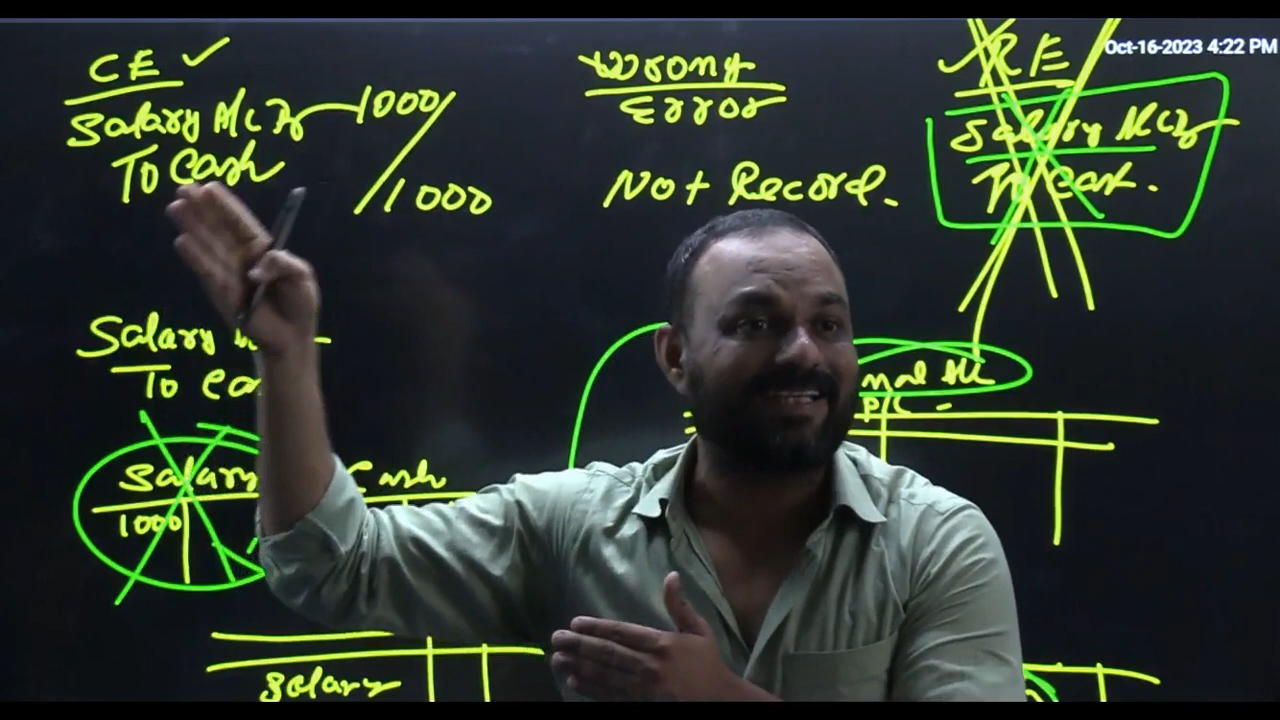 Oct-16-2023 4:22 PM
CE ✓
Salary A/c Dr 1000/
To Cash /1000
Wrong
Error
Not Record.
RE
Salary A/c Dr
To Cash.
Salary
To
Salary Cash
1000
Salary
nal A/c
P/L -